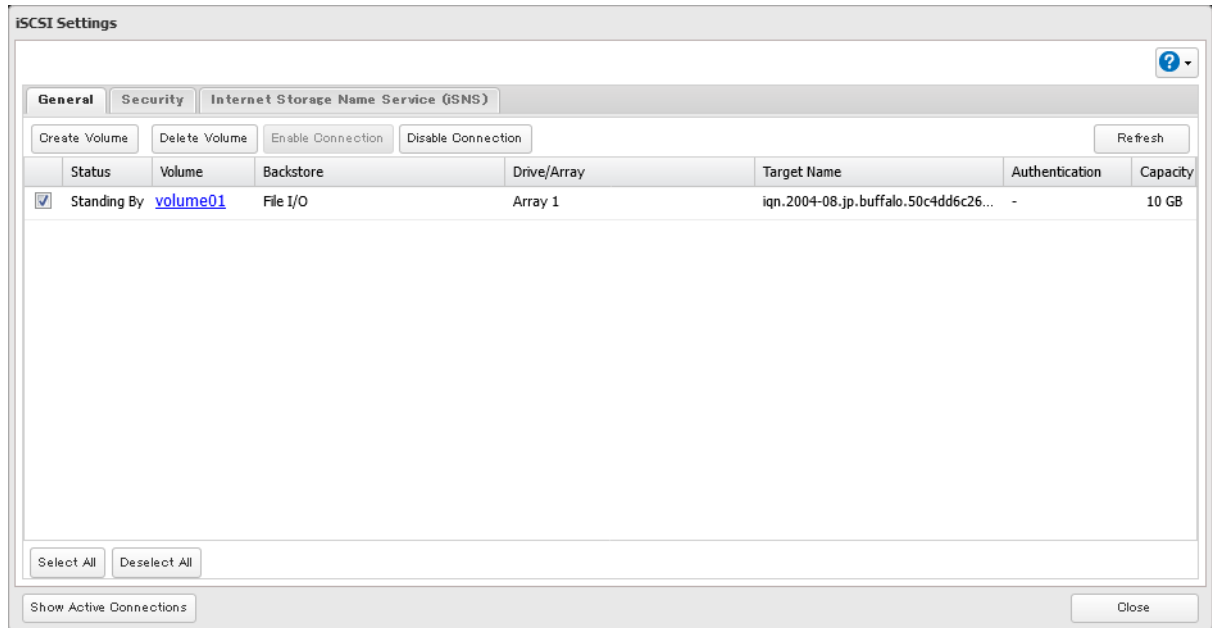 iSCSI Settings
General Security Internet Storage Name Service (iSNS)
Create Volume Delete Volume Enable Connection Disable Connection Refresh
Status Volume Backstore Drive/Array Target Name Authentication Capacity
Standing By volume01 File I/O Array 1 iqn.2004-08.jp.buffalo.50c4dd6c26... - 10 GB
Select All Deselect All
Show Active Connections Close